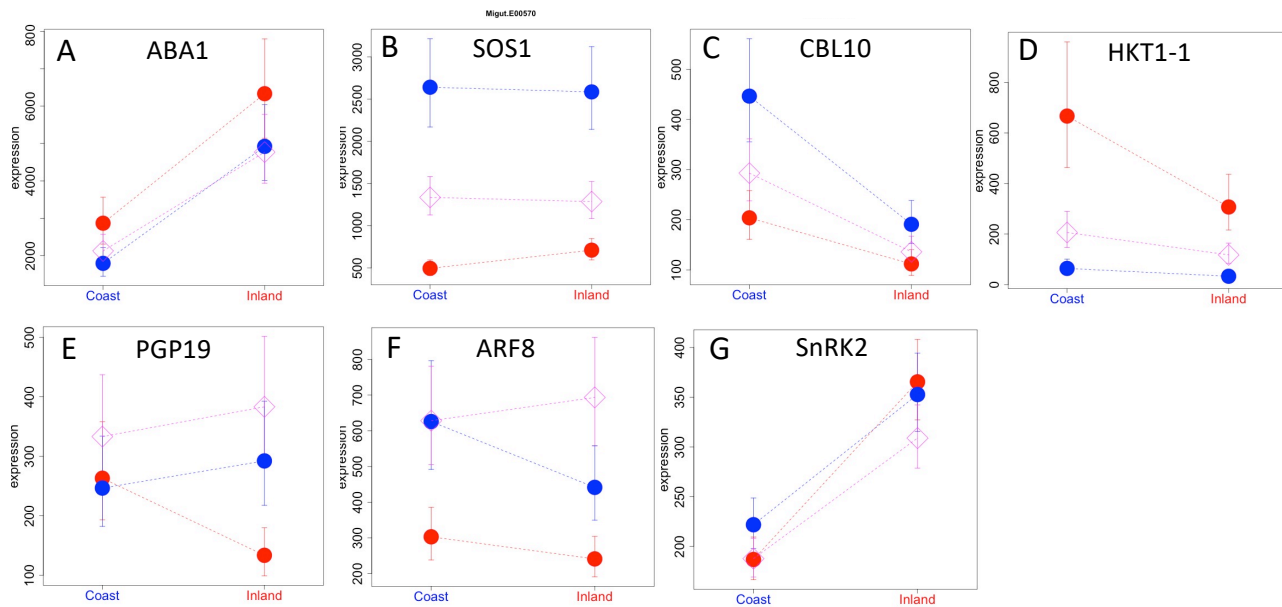 Migut.E00570
A ABA1
expression
800
6000
4000
2000
Coast Inland
B SOS1
expression
3000
2500
2000
1500
1000
500
Coast Inland
C CBL10
expression
500
400
300
200
100
Coast Inland
D HKT1-1
expression
800
600
400
200
0
Coast Inland
E PGP19
expression
500
400
300
200
100
Coast Inland
F ARF8
expression
800
700
600
500
400
300
200
Coast Inland
G SnRK2
expression
400
350
300
250
200
Coast Inland